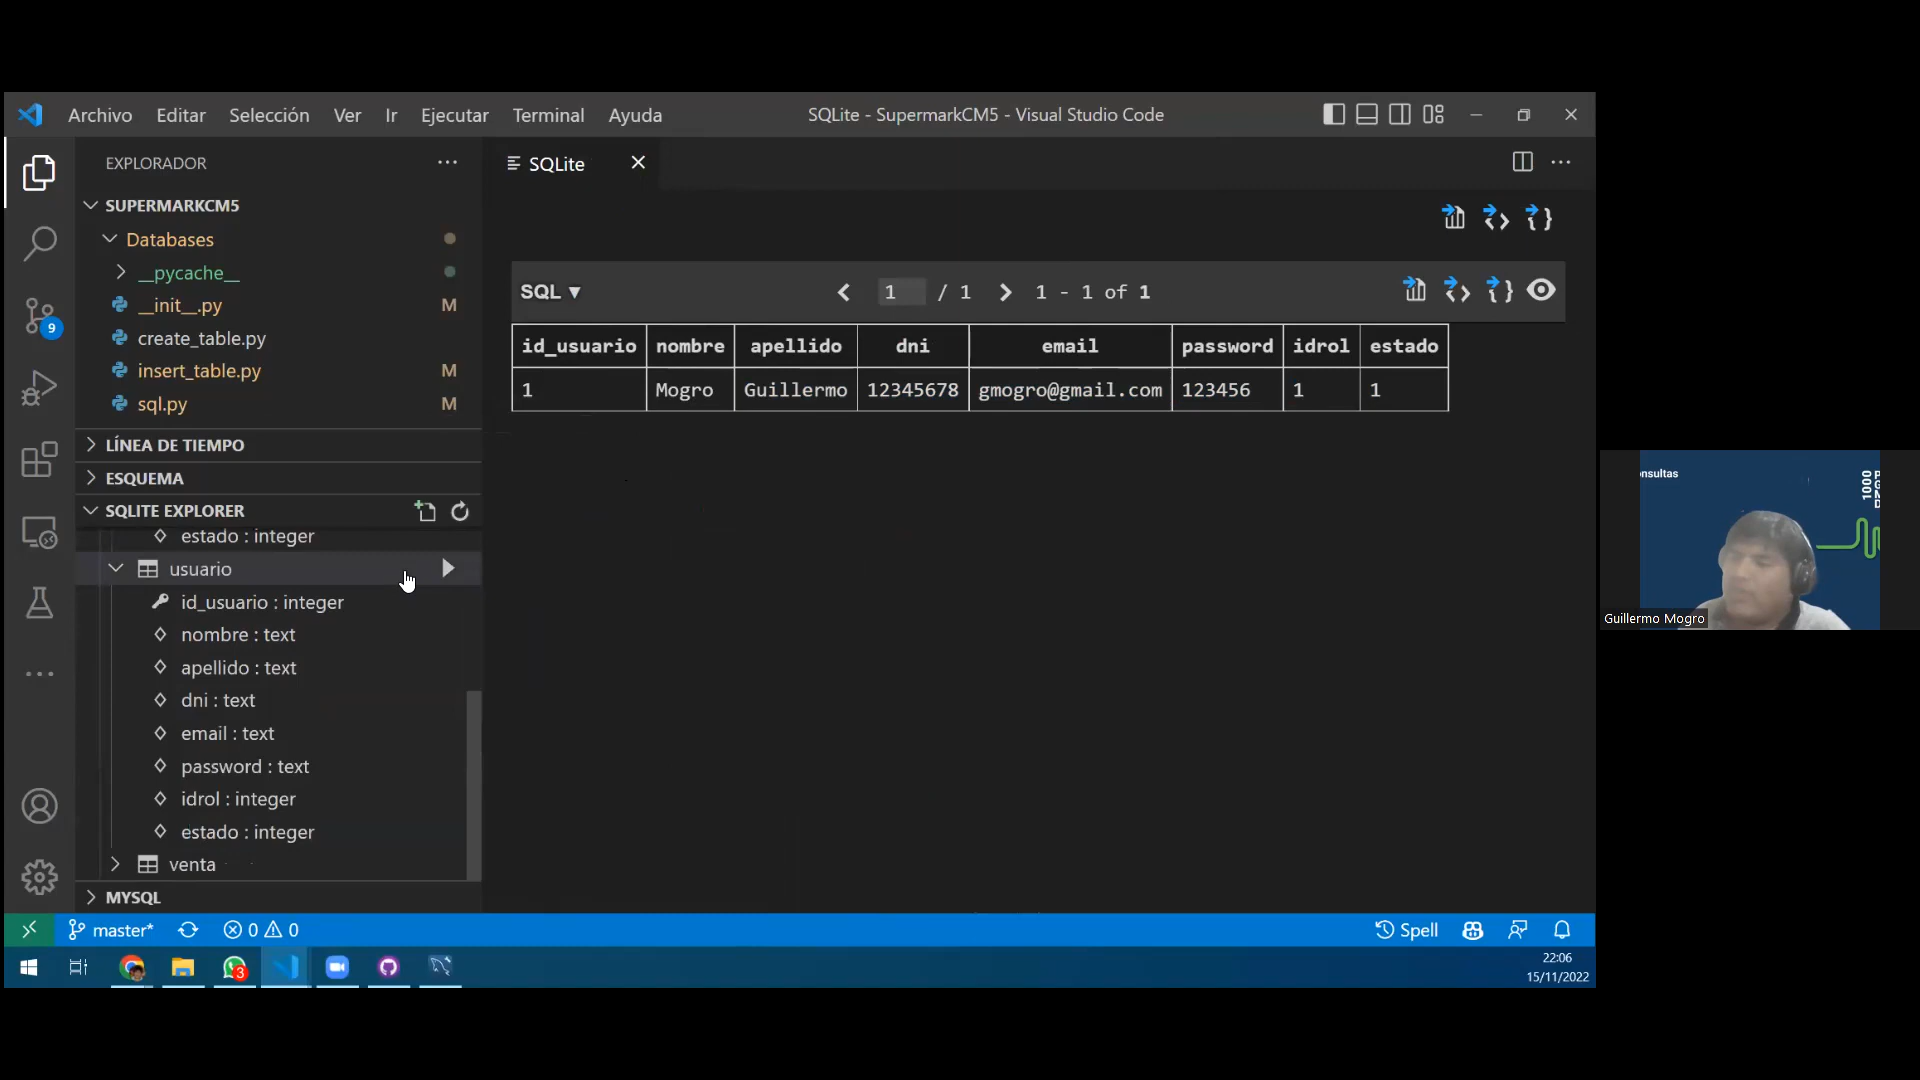 Archivo Editar Selección Ver Ir Ejecutar Terminal Ayuda SQLite - SupermarkCM5 - Visual Studio Code
EXPLORADOR
SQLite
SUPERMARKCM5
Databases
__pycache__
__init__.py M
create_table.py
insert_table.py M
sql.py M
LÍNEA DE TIEMPO
ESQUEMA
SQLITE EXPLORER
estado : integer
usuario
id_usuario : integer
nombre : text
apellido : text
dni : text
email : text
password : text
idrol : integer
estado : integer
venta
MYSQL
SQL ▼ 1 / 1 1 - 1 of 1
id_usuario nombre apellido dni email password idrol estado
1 Mogro Guillermo 12345678 gmogro@gmail.com 123456 1 1
9
master* 0 0 Spell
3
22:06
15/11/2022
nsultas
1000
Guillermo Mogro